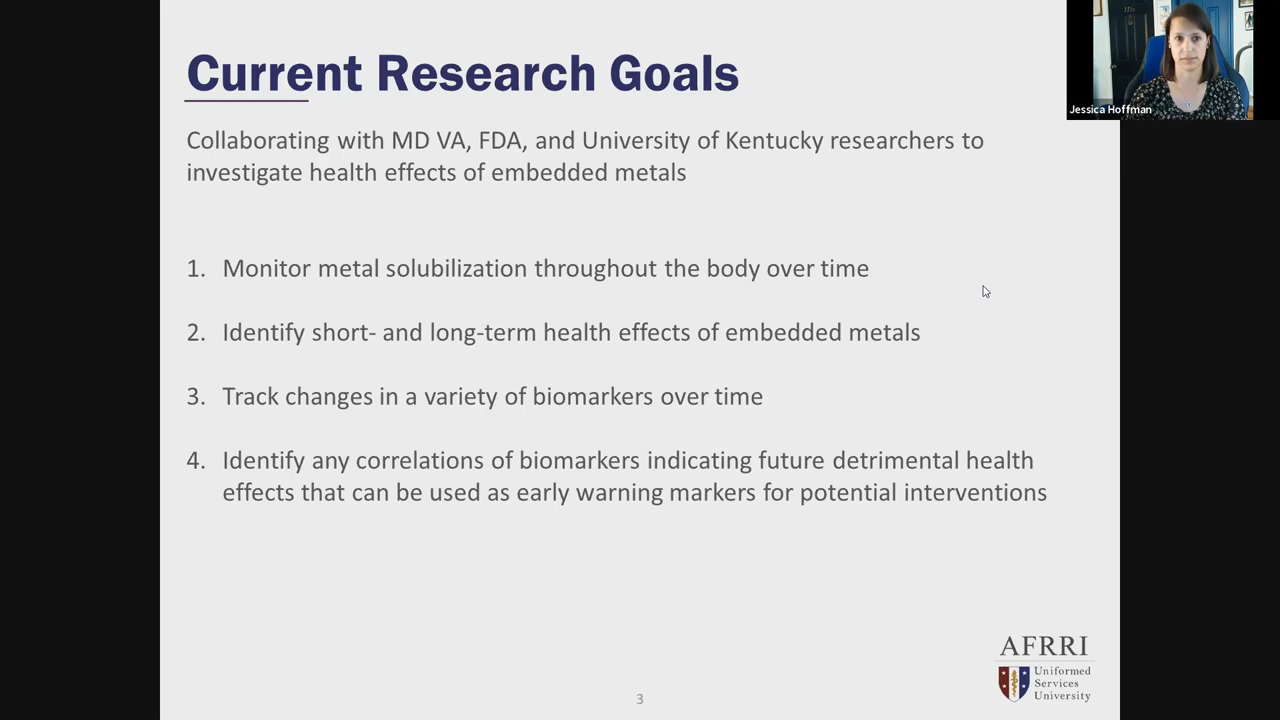 Current Research Goals
Collaborating with MD VA, FDA, and University of Kentucky researchers to
investigate health effects of embedded metals
1. Monitor metal solubilization throughout the body over time
2. Identify short- and long-term health effects of embedded metals
3. Track changes in a variety of biomarkers over time
4. Identify any correlations of biomarkers indicating future detrimental health
effects that can be used as early warning markers for potential interventions
Jessica Hoffman
AFRRI
Uniformed
Services
University
3